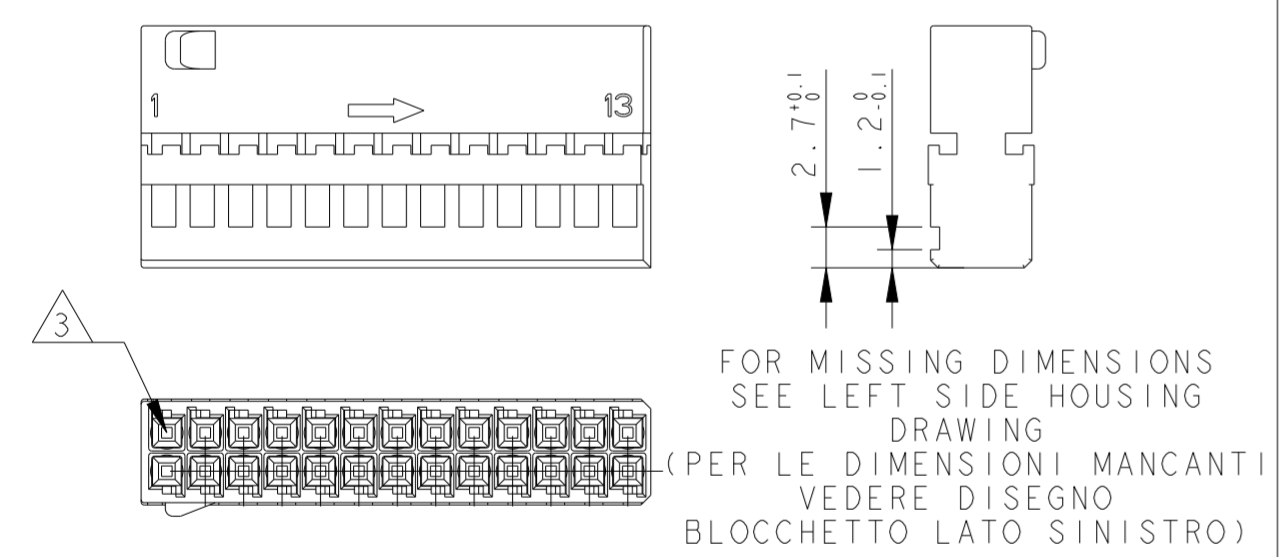 1
13
2.7 +0.1 0
1.2 0 -0.1
3
FOR MISSING DIMENSIONS
SEE LEFT SIDE HOUSING
DRAWING
(PER LE DIMENSIONI MANCANTI
VEDERE DISEGNO
BLOCCHETTO LATO SINISTRO)